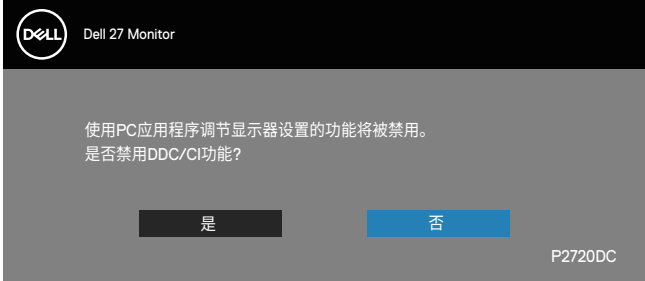 DELL
Dell 27 Monitor
使用PC应用程序调节显示器设置的功能将被禁用。
是否禁用DDC/CI功能?
是
否
P2720DC